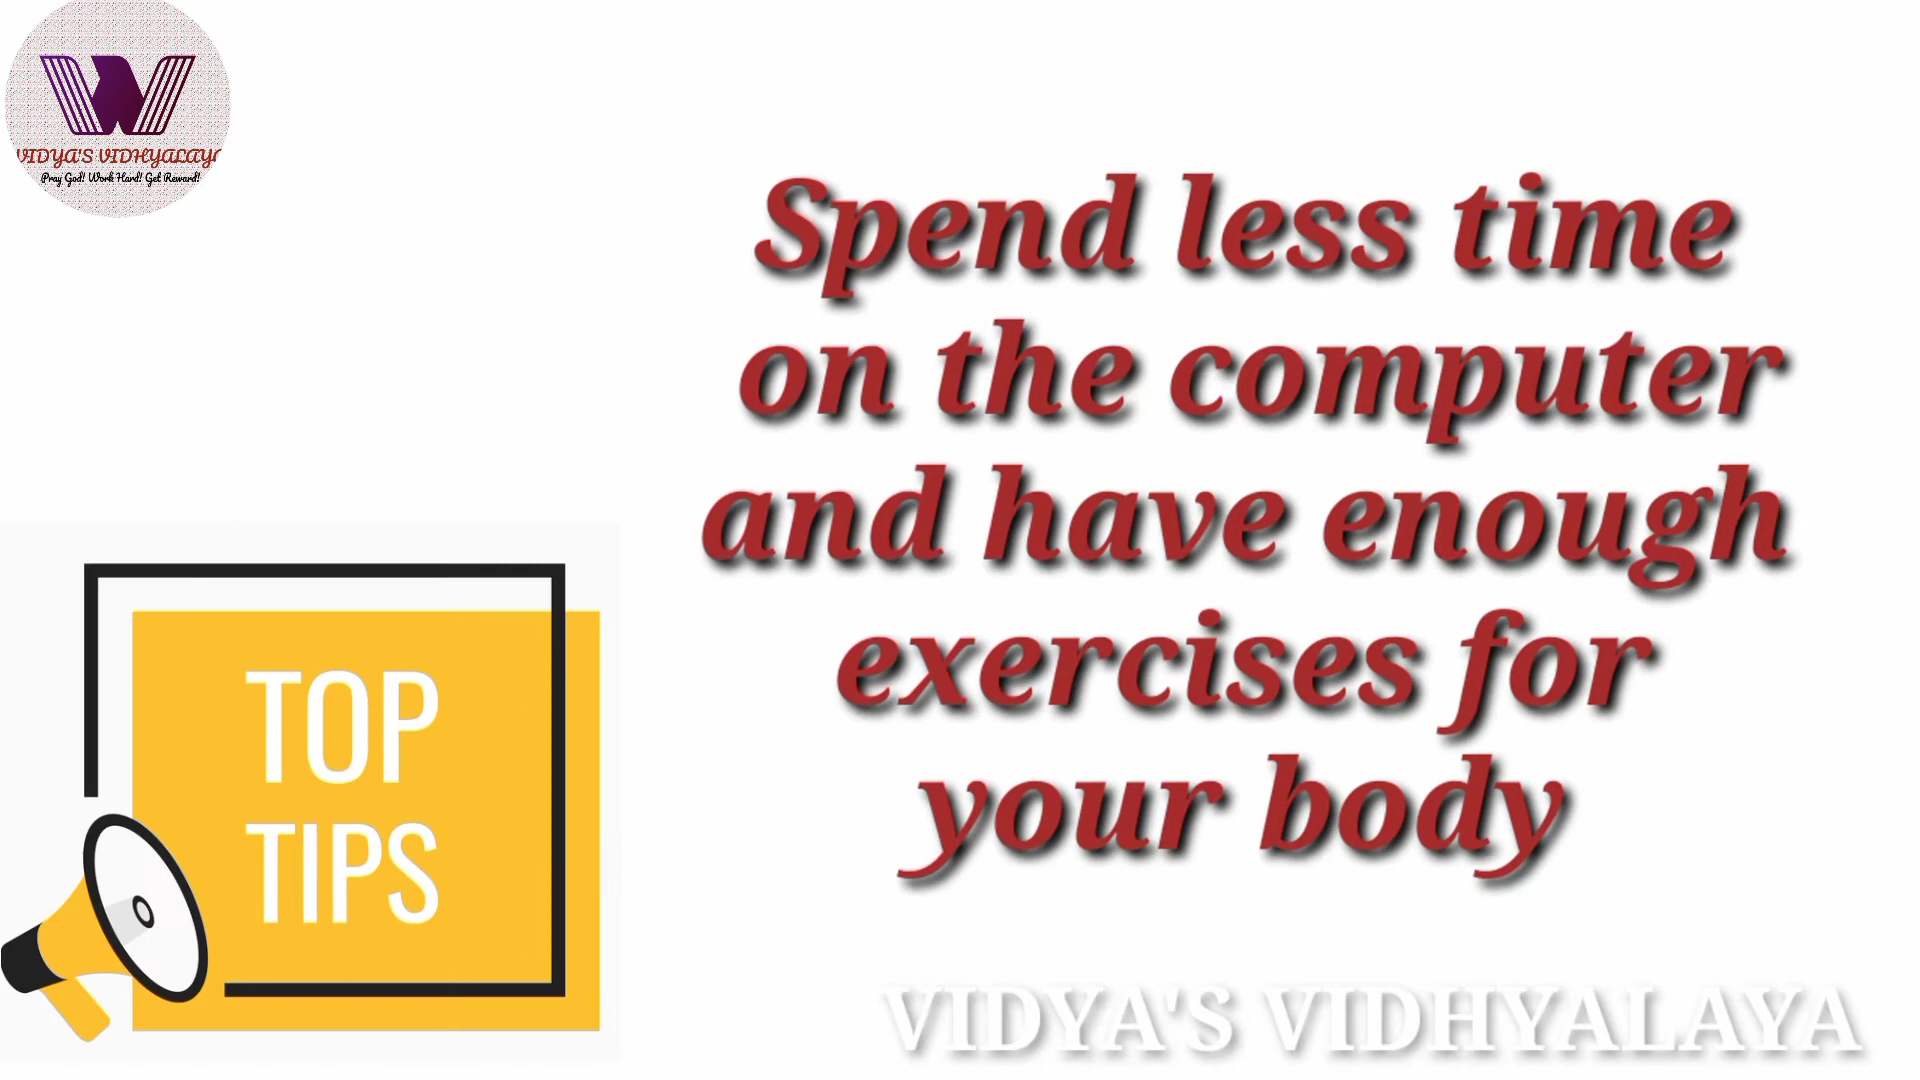 VIDYA'S VIDHYALAYA
Pray God! Work Hard! Get Reward!
Spend less time
on the computer
and have enough
exercises for
your body
TOP
TIPS
VIDYA'S VIDHYALAYA